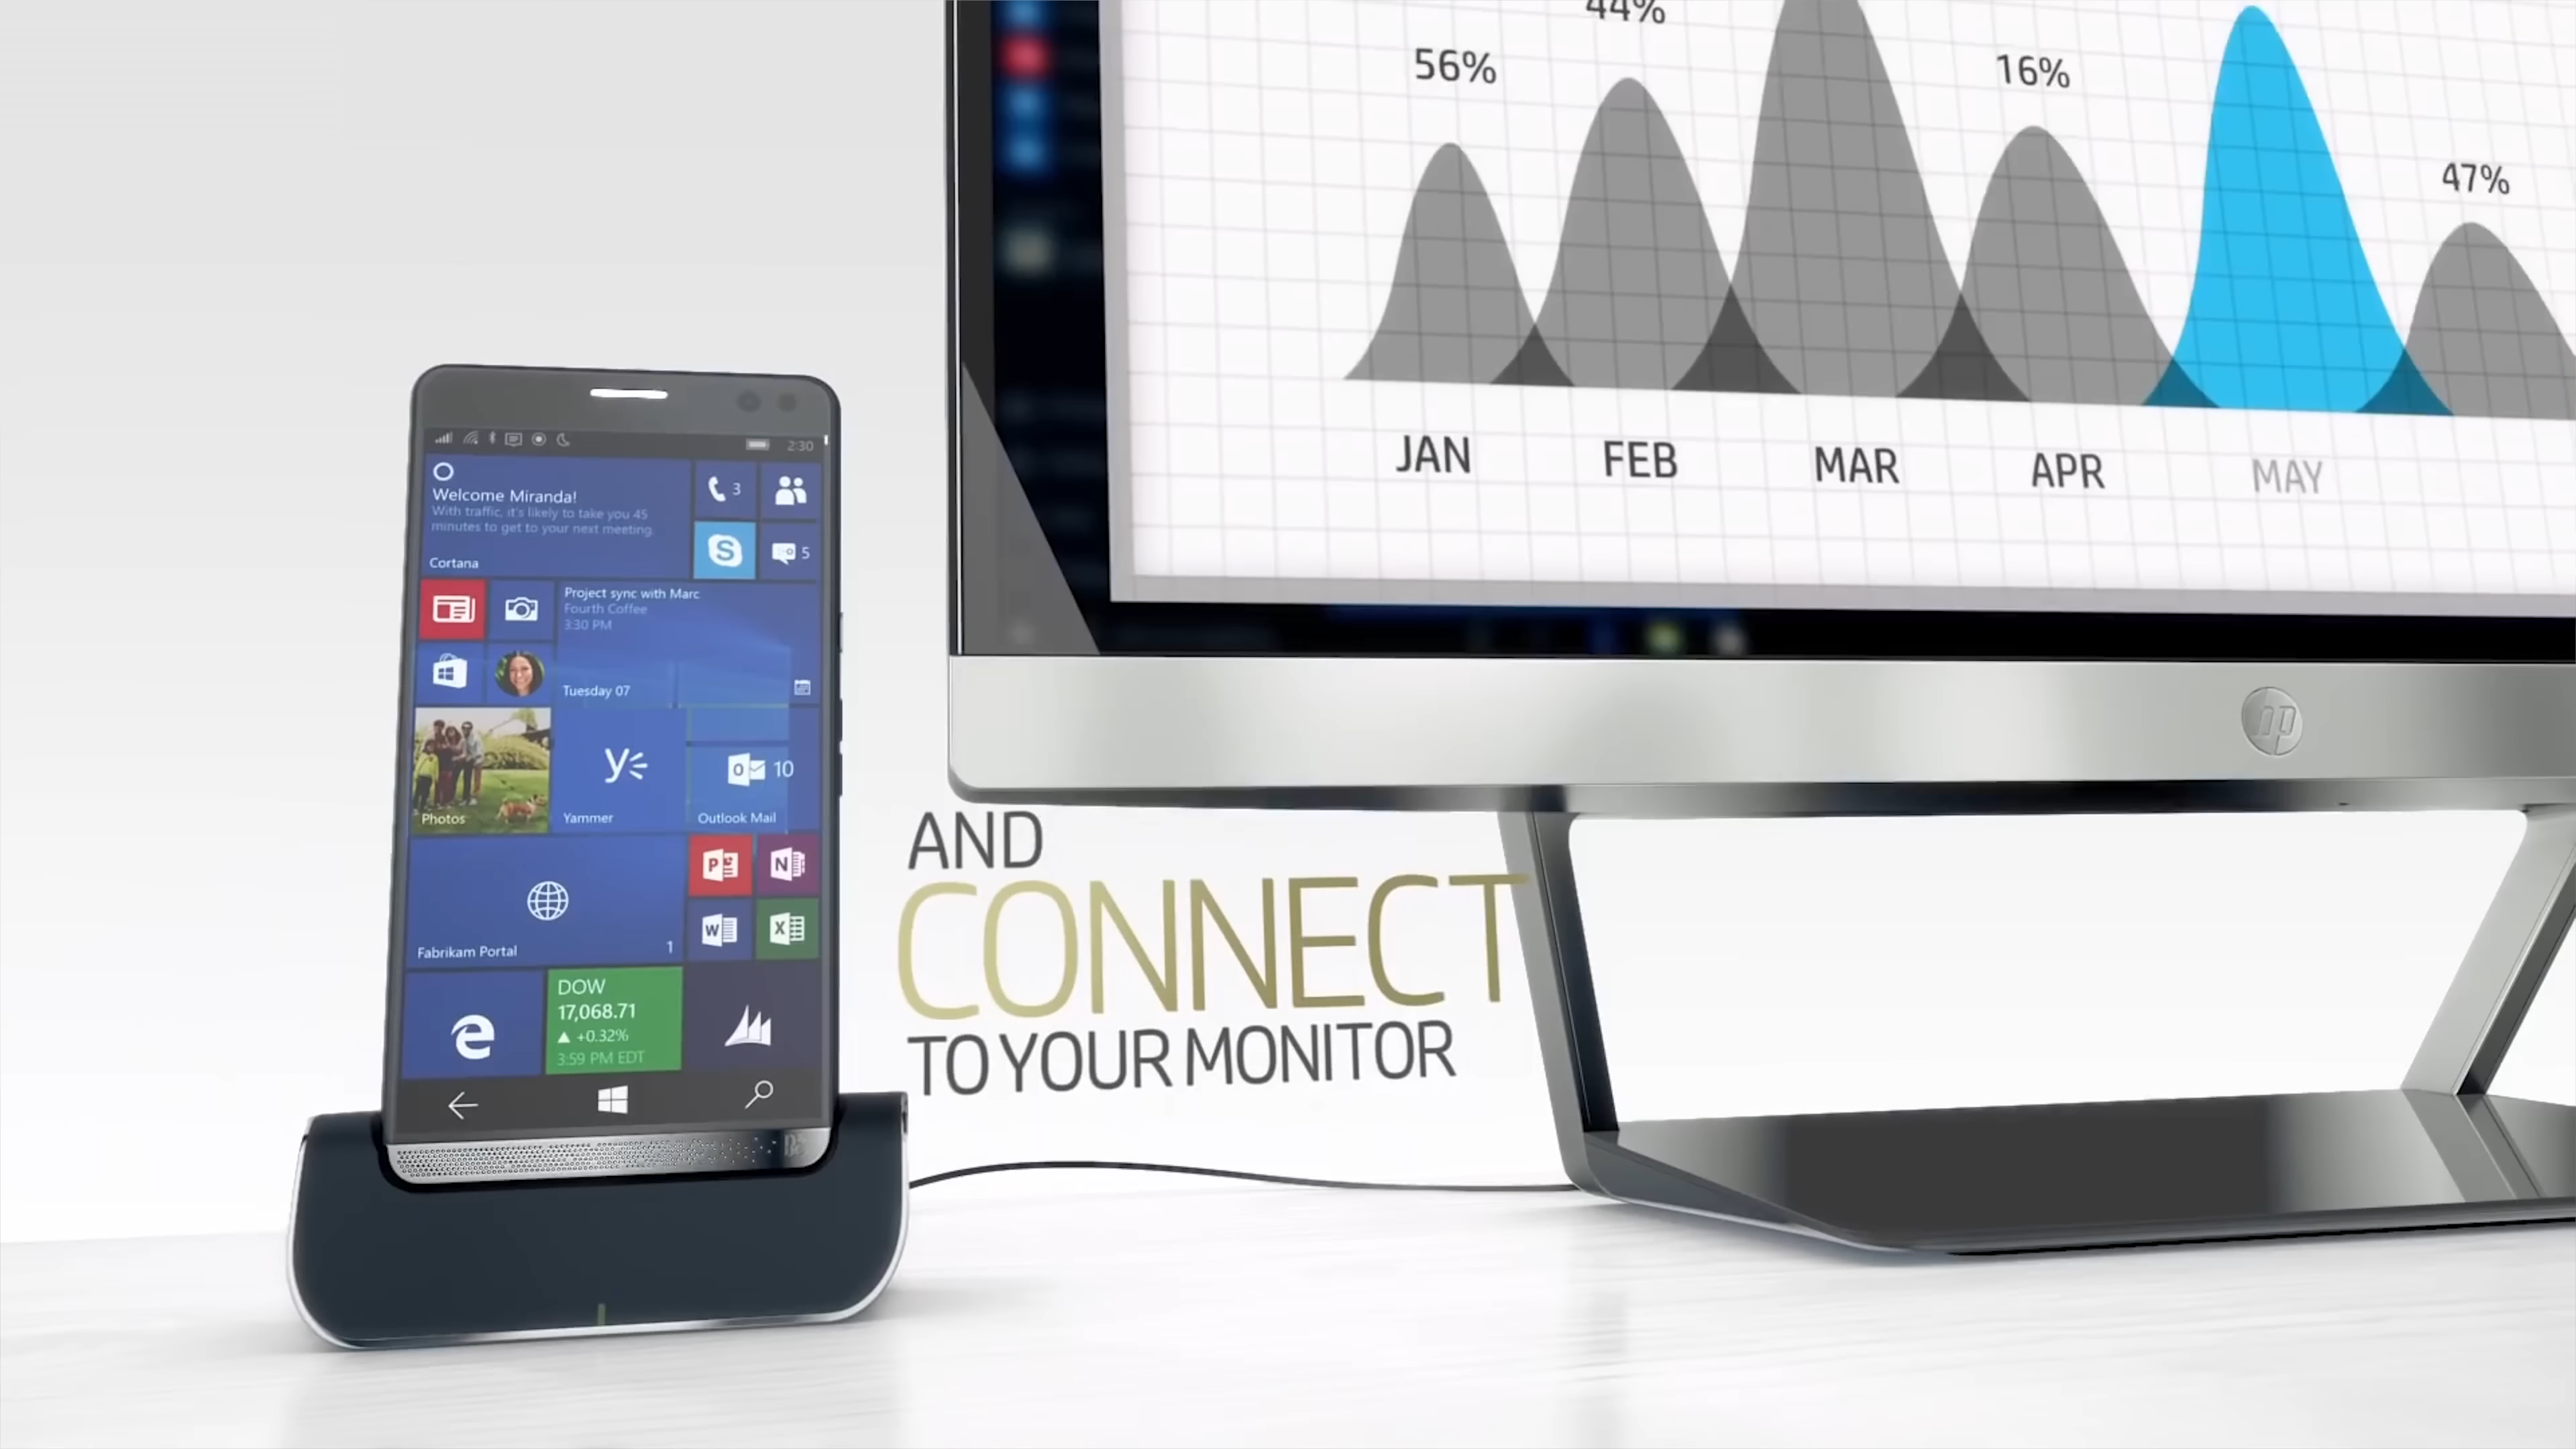 2:30
Welcome Miranda!
With traffic, it's likely to take you 45
minutes to get to your next meeting.
Cortana
3
5
Project sync with Marc
Fourth Coffee
3:30 PM
Tuesday 07
Photos
Yammer
10
Outlook Mail
Fabrikam Portal
1
DOW
17,068.71
▲ +0.32%
3:59 PM EDT
44%
56%
16%
47%
JAN
FEB
MAR
APR
MAY
hp
AND
CONNECT
TO YOUR MONITOR